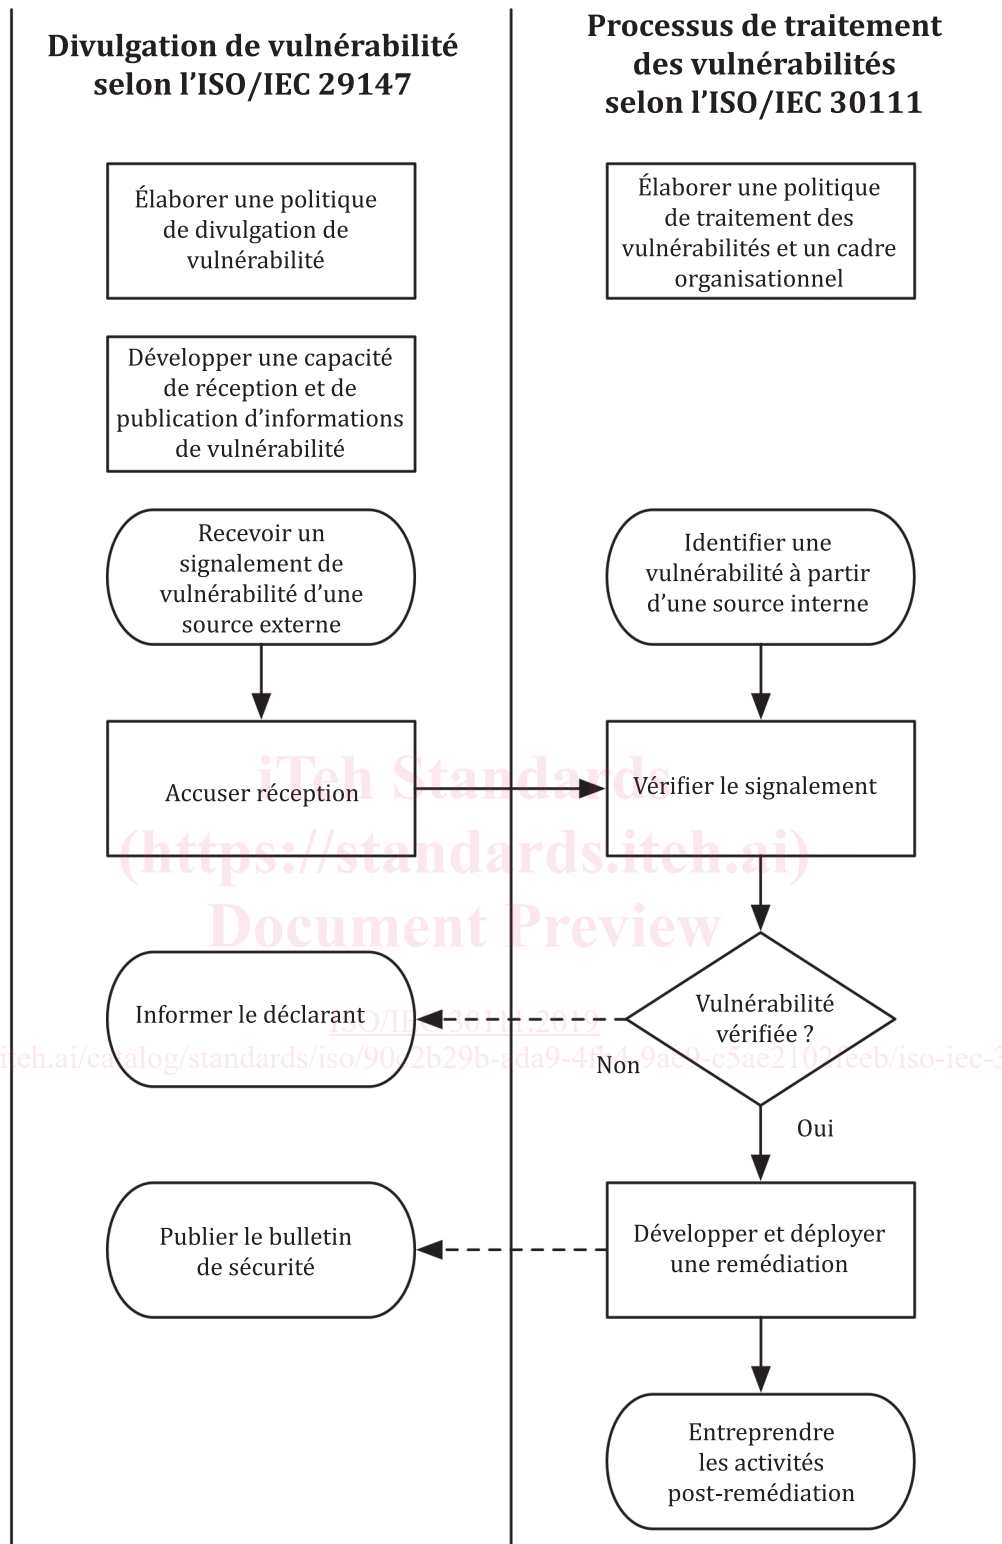 Divulgation de vulnérabilité
selon l’ISO/IEC 29147
Processus de traitement
des vulnérabilités
selon l’ISO/IEC 30111
Élaborer une politique
de divulgation de
vulnérabilité
Élaborer une politique
de traitement des
vulnérabilités et un cadre
organisationnel
Développer une capacité
de réception et de
publication d’informations
de vulnérabilité
Recevoir un
signalement de
vulnérabilité d’une
source externe
Identifier une
vulnérabilité à partir
d’une source interne
Accuser réception
Vérifier le signalement
iTeh Standards
(https://standards.iteh.ai)
Document Preview
Informer le déclarant
Vulnérabilité
vérifiée ?
ISO/IEC 30111:2019
Non
Oui
Publier le bulletin
de sécurité
Développer et déployer
une remédiation
Entreprendre
les activités
post-remédiation